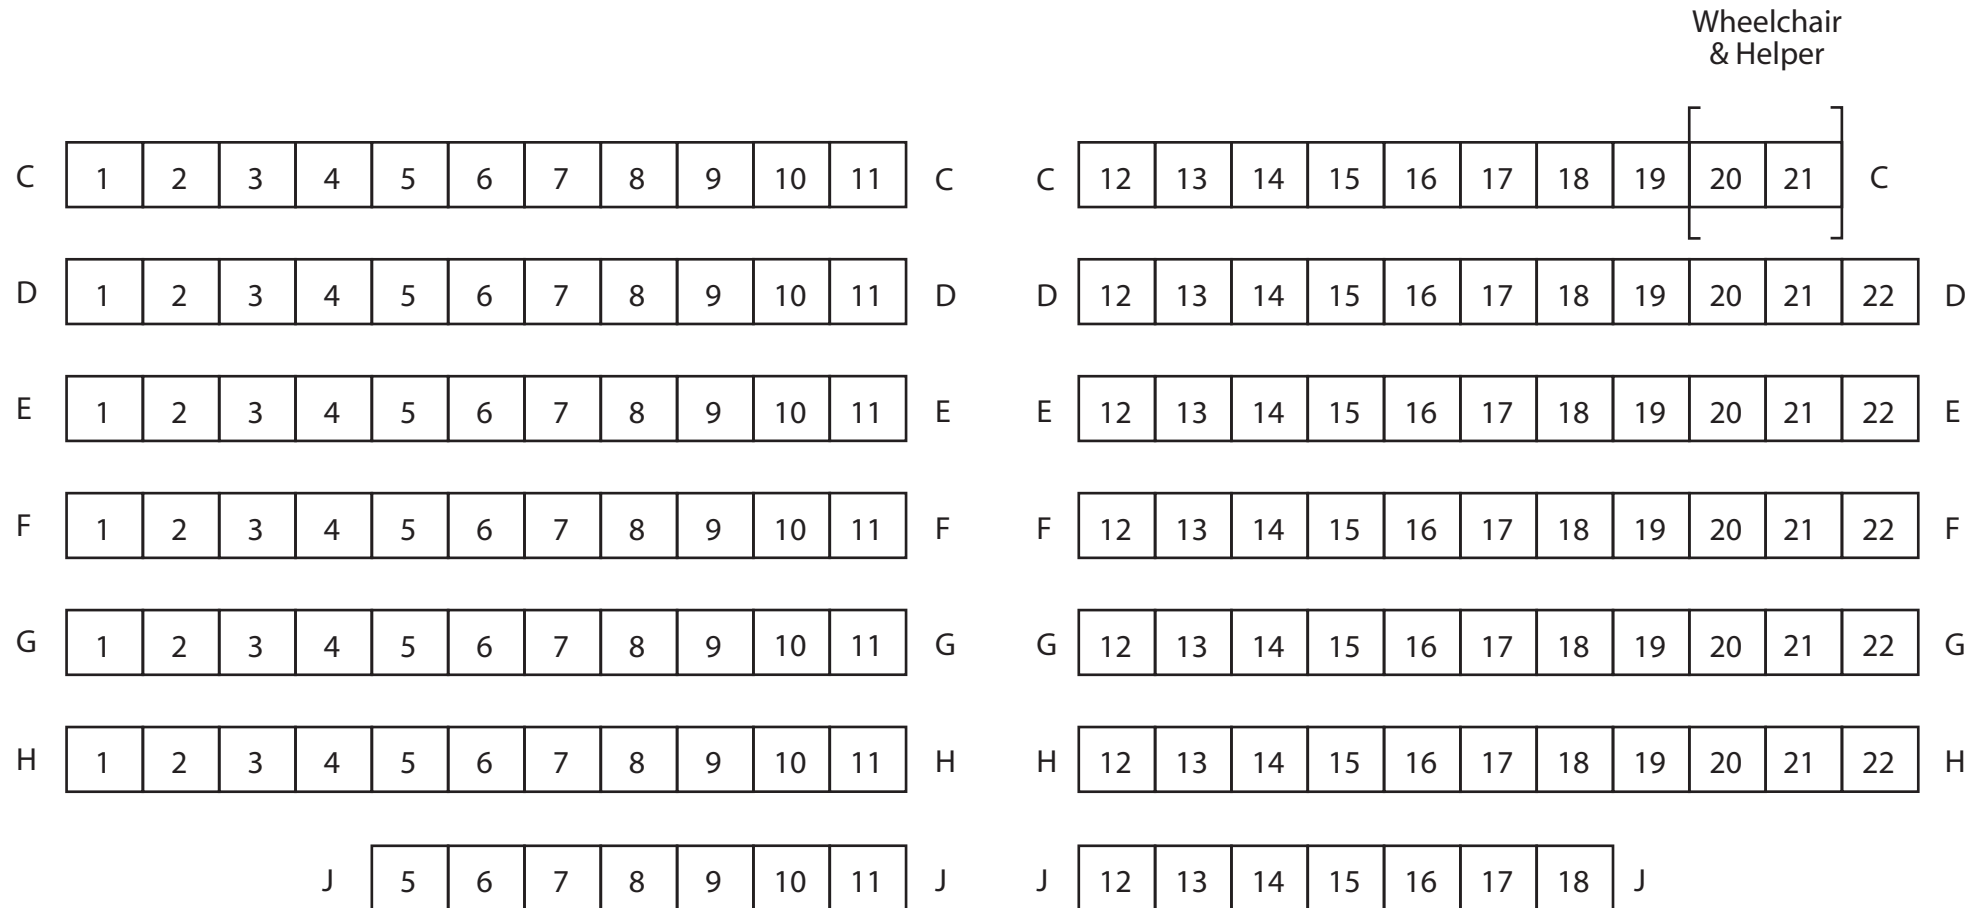 Wheelchair
& Helper
C 1 2 3 4 5 6 7 8 9 10 11 C C 12 13 14 15 16 17 18 19 20 21 C
D 1 2 3 4 5 6 7 8 9 10 11 D D 12 13 14 15 16 17 18 19 20 21 22 D
E 1 2 3 4 5 6 7 8 9 10 11 E E 12 13 14 15 16 17 18 19 20 21 22 E
F 1 2 3 4 5 6 7 8 9 10 11 F F 12 13 14 15 16 17 18 19 20 21 22 F
G 1 2 3 4 5 6 7 8 9 10 11 G G 12 13 14 15 16 17 18 19 20 21 22 G
H 1 2 3 4 5 6 7 8 9 10 11 H H 12 13 14 15 16 17 18 19 20 21 22 H
J 5 6 7 8 9 10 11 J J 12 13 14 15 16 17 18 J